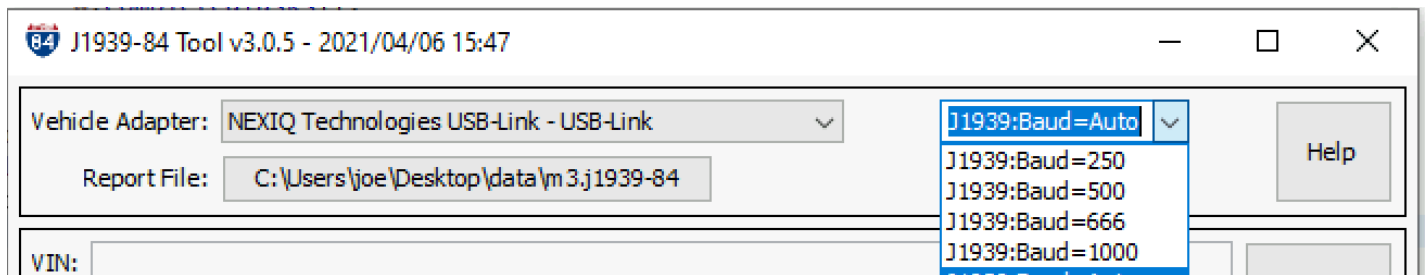 84 J1939-84 Tool v3.0.5 - 2021/04/06 15:47
Vehicle Adapter: NEXIQ Technologies USB-Link - USB-Link J1939:Baud=Auto
Help
Report File: C:\Users\joe\Desktop\data\m3.j1939-84
J1939:Baud=250
J1939:Baud=500
J1939:Baud=666
J1939:Baud=1000
VIN: